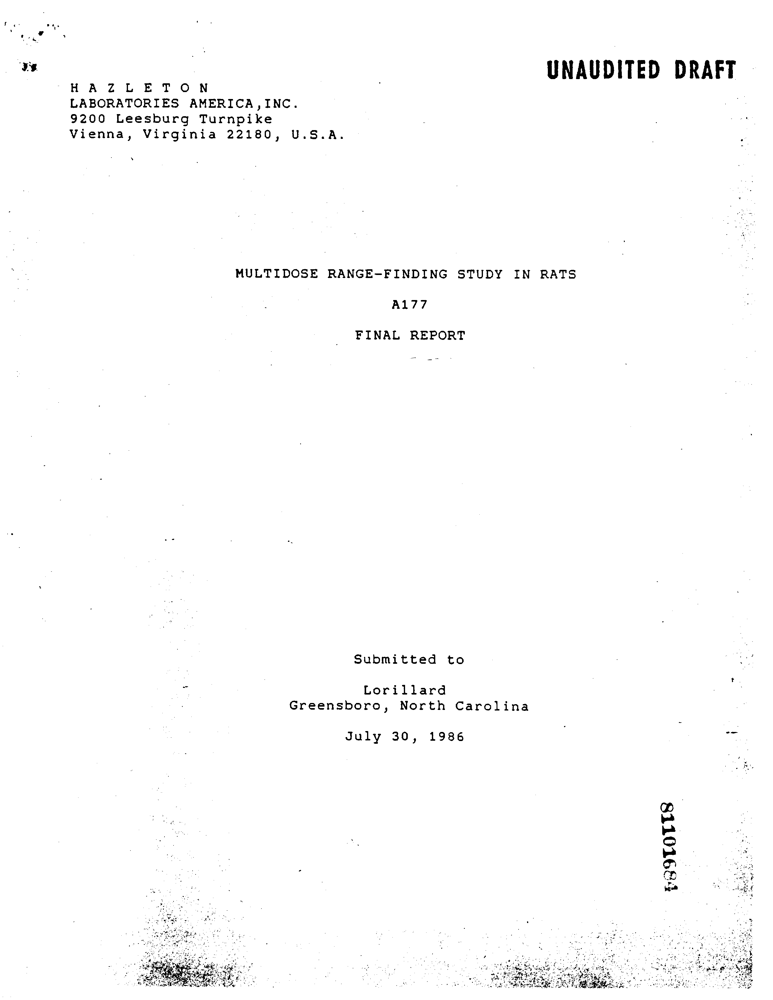 UNAUDITED DRAFT
H A Z L E T O N
LABORATORIES AMERICA,INC.
9200 Leesburg Turnpike
Vienna, Virginia 22180, U.S.A.
MULTIDOSE RANGE-FINDING STUDY IN RATS
A177
FINAL REPORT
Submitted to
Lorillard
Greensboro, North Carolina
July 30, 1986
81101684